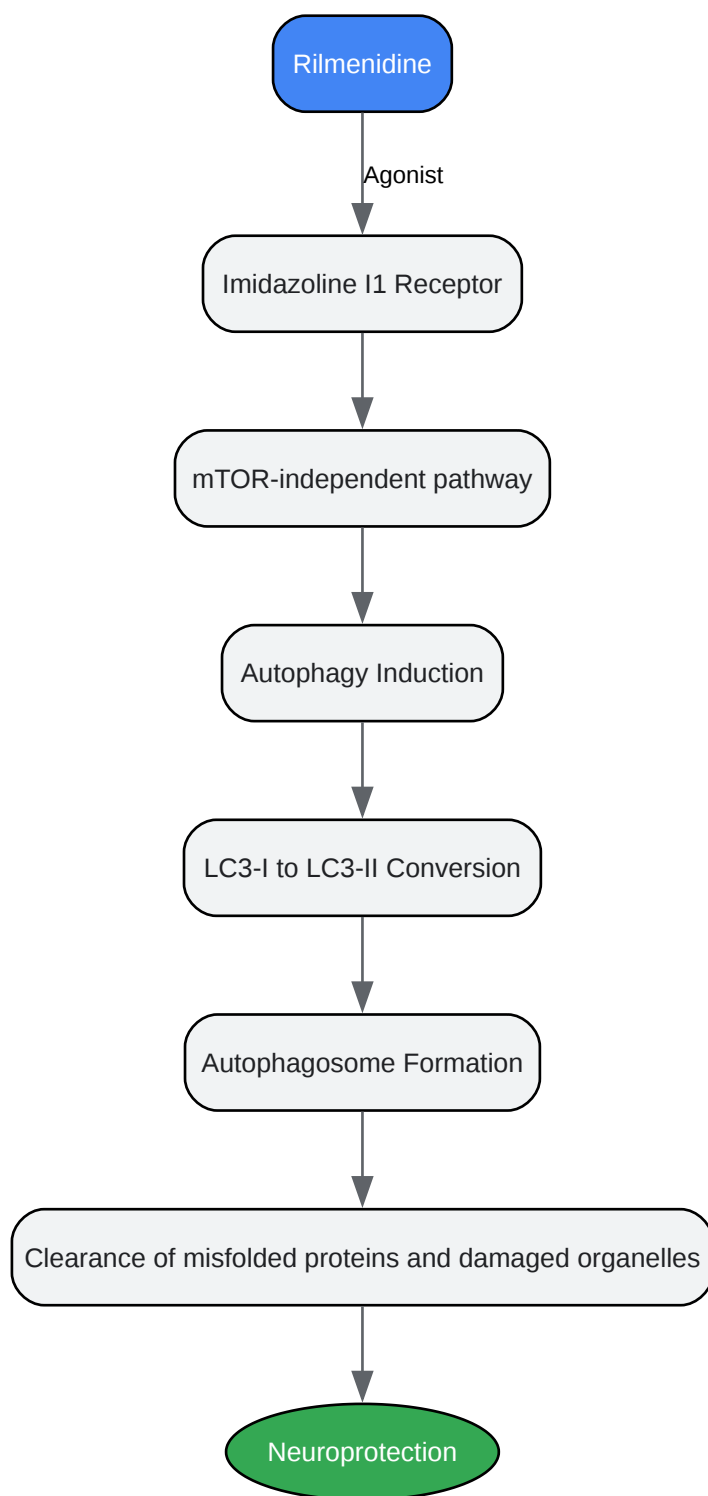 Rilmenidine
Agonist
Imidazoline I1 Receptor
mTOR-independent pathway
Autophagy Induction
LC3-I to LC3-II Conversion
Autophagosome Formation
Clearance of misfolded proteins and damaged organelles
Neuroprotection